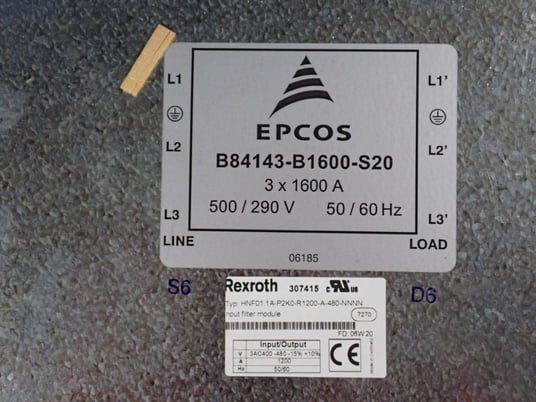 L1 L1'
EPCOS
L2 L2'
B84143-B1600-S20
3 x 1600 A
500 / 290 V 50 / 60 Hz
L3 L3'
LINE LOAD
06185
S6 D6
Rexroth 307415 c RU us
Typ: HNF01.1A-P2K0-R1200-A-480-NNNN
Input filter module 7270
FD: 06W20
Input/Output
V 3AC400 -480 -15% +10%
A 1200
Hz 50/60
CE